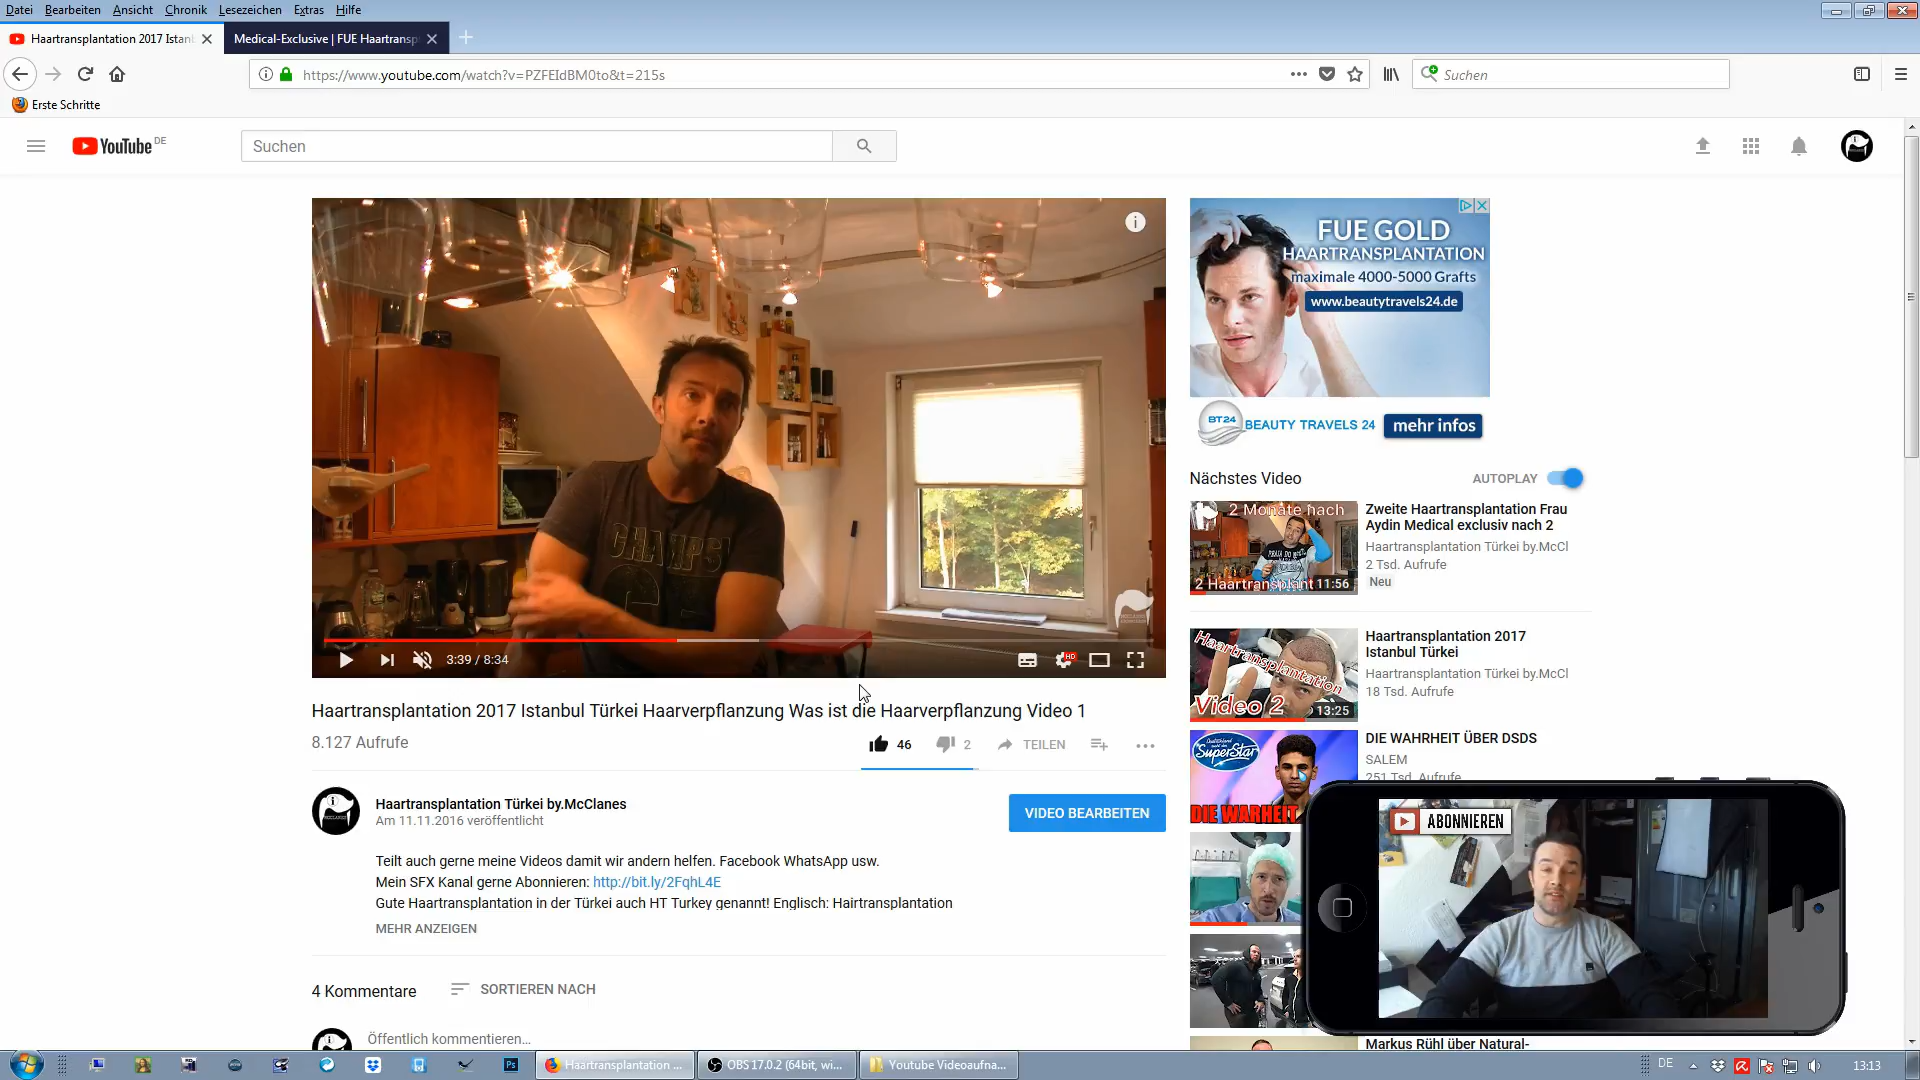 Datei Bearbeiten Ansicht Chronik Lesezeichen Extras Hilfe
Haartransplantation 2017 Istan
Medical-Exclusive | FUE Haartransp
https://www.youtube.com/watch?v=PZFEIdBM0to&t=215s
Suchen
Erste Schritte
YouTube DE
Suchen
FUE GOLD
HAARTRANSPLANTATION
maximale 4000-5000 Grafts
www.beautytravels24.de
BT24
BEAUTY TRAVELS 24
mehr infos
CHAMPS!
3:39 / 8:34
HD
Haartransplantation 2017 Istanbul Türkei Haarverpflanzung Was ist die Haarverpflanzung Video 1
8.127 Aufrufe
46
2
TEILEN
Haartransplantation Türkei by.McClanes
Am 11.11.2016 veröffentlicht
VIDEO BEARBEITEN
Teilt auch gerne meine Videos damit wir andern helfen. Facebook WhatsApp usw.
Mein SFX Kanal gerne Abonnieren: http://bit.ly/2FqhL4E
Gute Haartransplantation in der Türkei auch HT Turkey genannt! Englisch: Hairtransplantation
MEHR ANZEIGEN
4 Kommentare
SORTIEREN NACH
Öffentlich kommentieren...
Nächstes Video
AUTOPLAY
2 Monate nach
2 Haartransplant
11:56
Zweite Haartransplantation Frau
Aydin Medical exclusiv nach 2
Haartransplantation Türkei by.McCl
2 Tsd. Aufrufe
Neu
Haartransplantation
Video 2
13:25
Haartransplantation 2017
Istanbul Türkei
Haartransplantation Türkei by.McCl
18 Tsd. Aufrufe
SuperStar
DIE WARHEIT
DIE WAHRHEIT ÜBER DSDS
SALEM
251 Tsd. Aufrufe
ABONNIEREN
Markus Rühl über Natural-
Ps
Haartransplantation ...
OBS 17.0.2 (64bit, wi...
Youtube Videoaufna...
DE
13:13